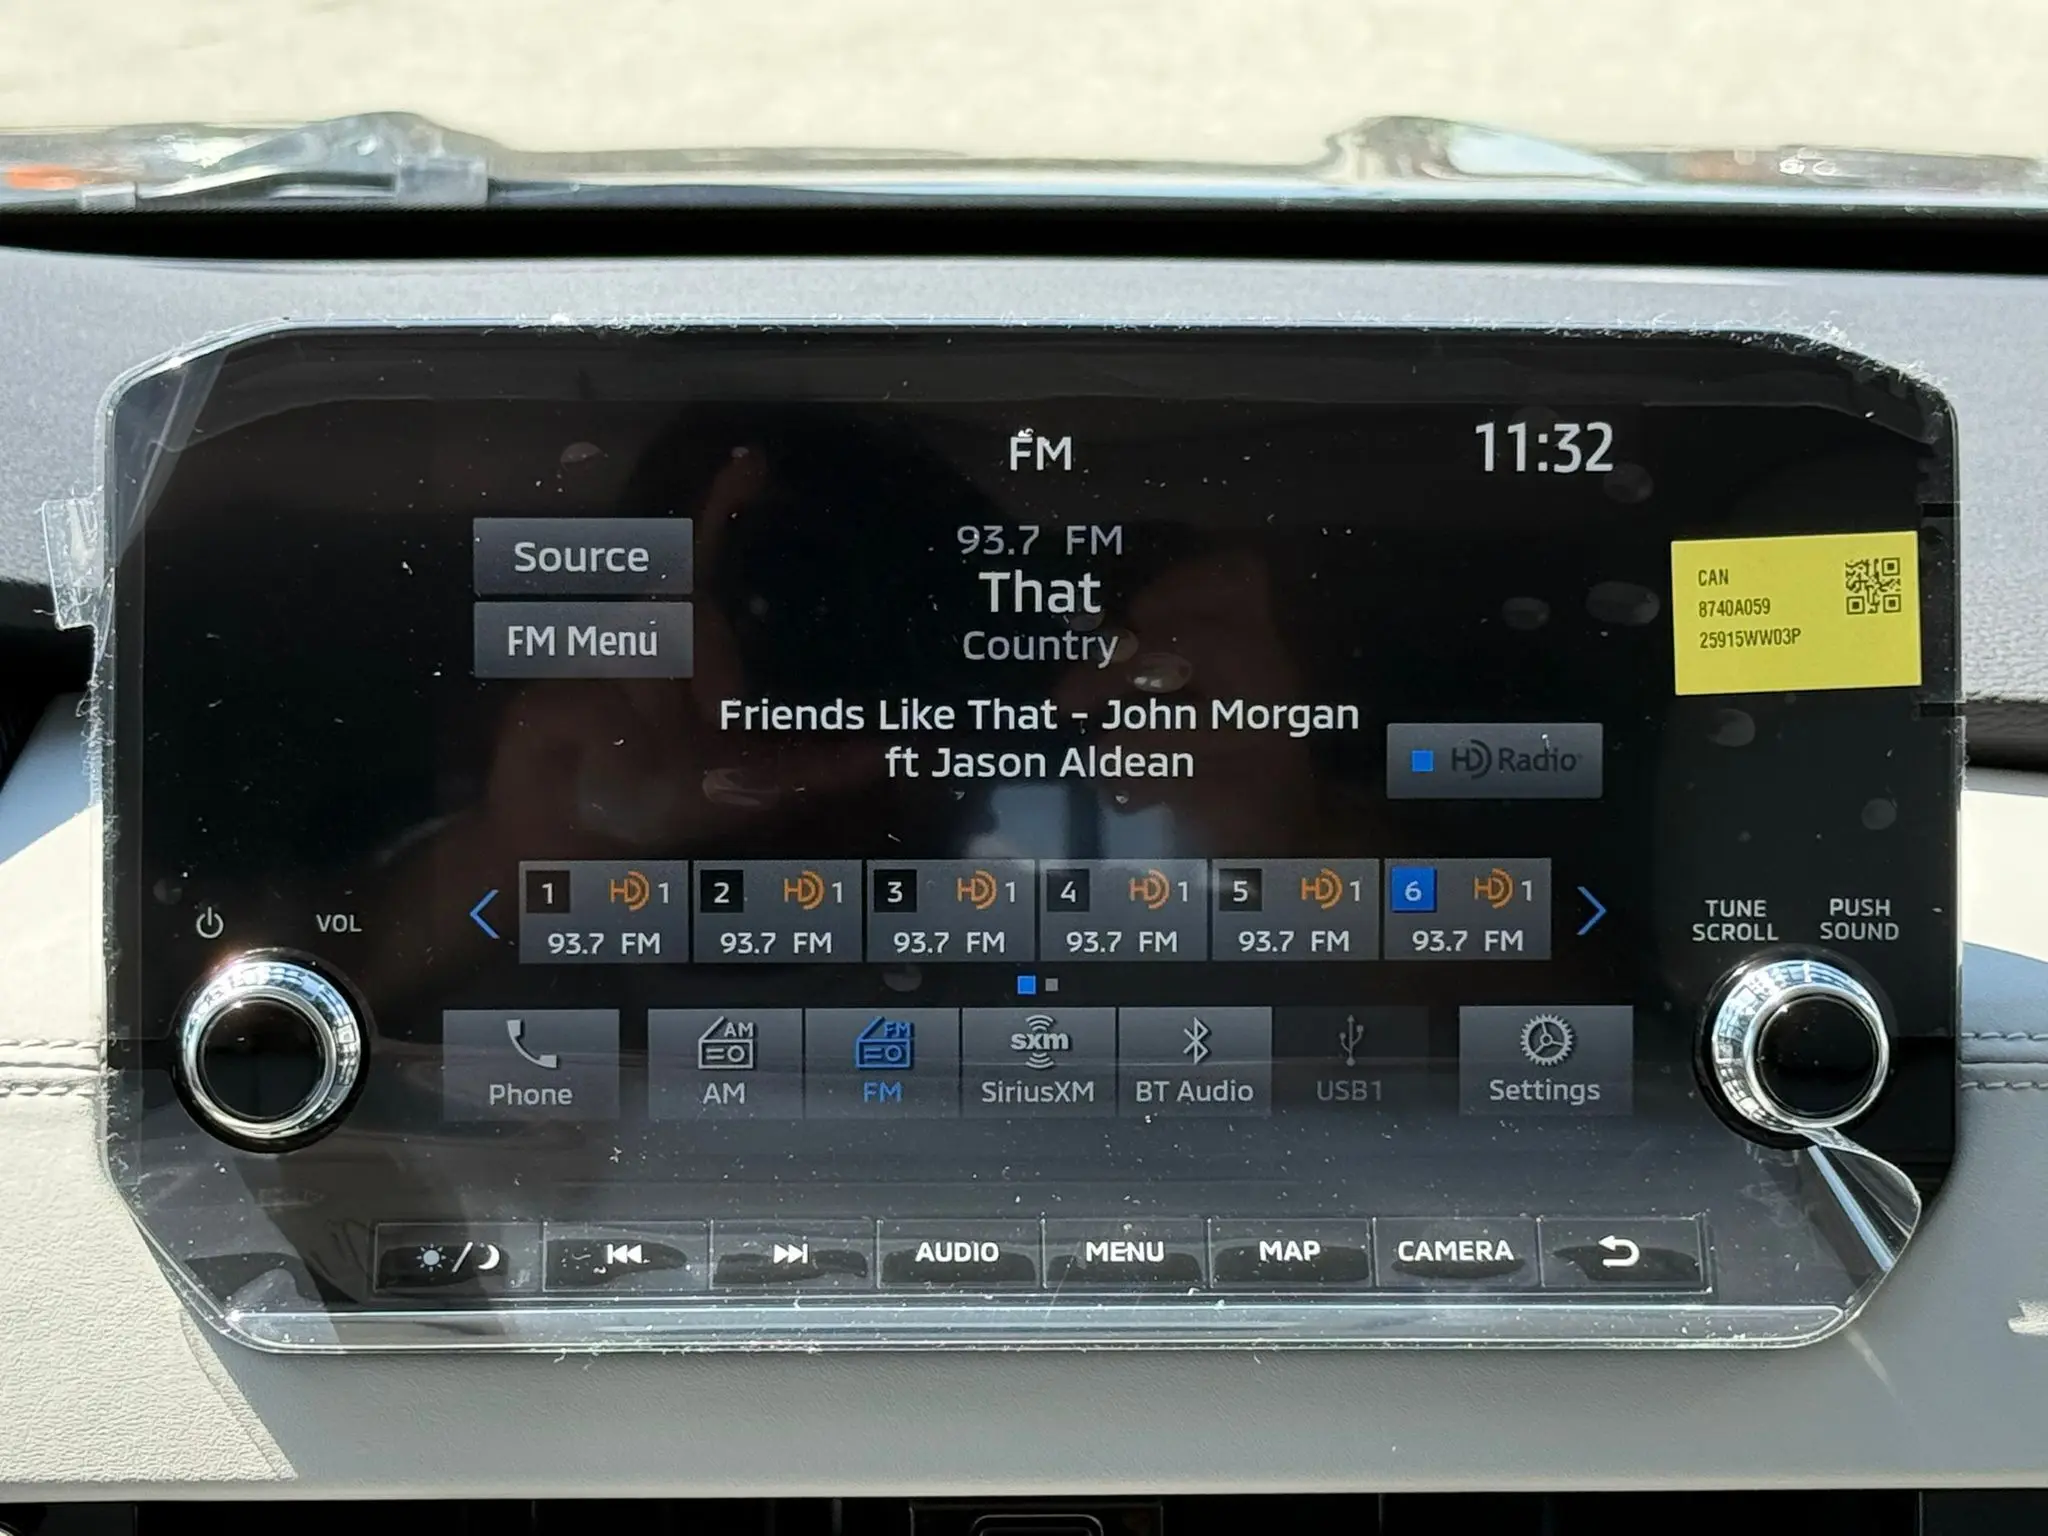 FM
11:32
Source
FM Menu
93.7 FM
That
Country
Friends Like That - John Morgan
ft Jason Aldean
HD Radio
CAN
8740A059
25915WW03P
1 HD 1
93.7 FM
2 HD 1
93.7 FM
3 HD 1
93.7 FM
4 HD 1
93.7 FM
5 HD 1
93.7 FM
6 HD 1
93.7 FM
VOL
TUNE
SCROLL
PUSH
SOUND
Phone
AM
AM
FM
FM
sxm
SiriusXM
BT Audio
USB1
Settings
AUDIO
MENU
MAP
CAMERA